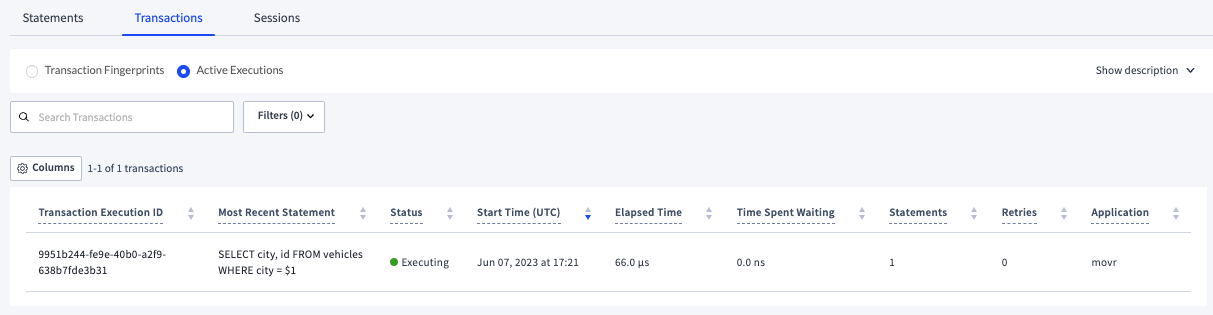 Statements Transactions Sessions
Transaction Fingerprints Active Executions Show description
Search Transactions Filters (0)
Columns 1-1 of 1 transactions
Transaction Execution ID Most Recent Statement Status Start Time (UTC) Elapsed Time Time Spent Waiting Statements Retries Application
9951b244-fe9e-40b0-a2f9- SELECT city, id FROM vehicles
638b7fde3b31 WHERE city = $1 Executing Jun 07, 2023 at 17:21 66.0 µs 0.0 ns 1 0 movr